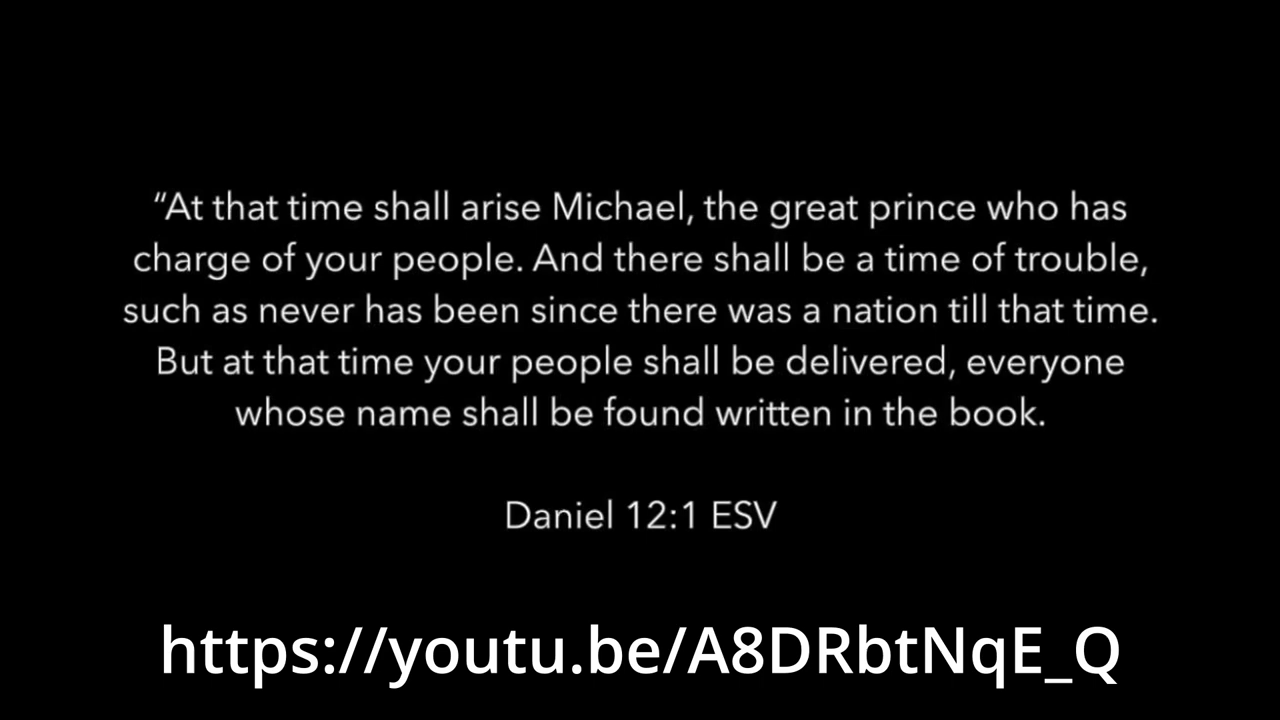 “At that time shall arise Michael, the great prince who has
charge of your people. And there shall be a time of trouble,
such as never has been since there was a nation till that time.
But at that time your people shall be delivered, everyone
whose name shall be found written in the book.
Daniel 12:1 ESV
https://youtu.be/A8DRbtNqE_Q